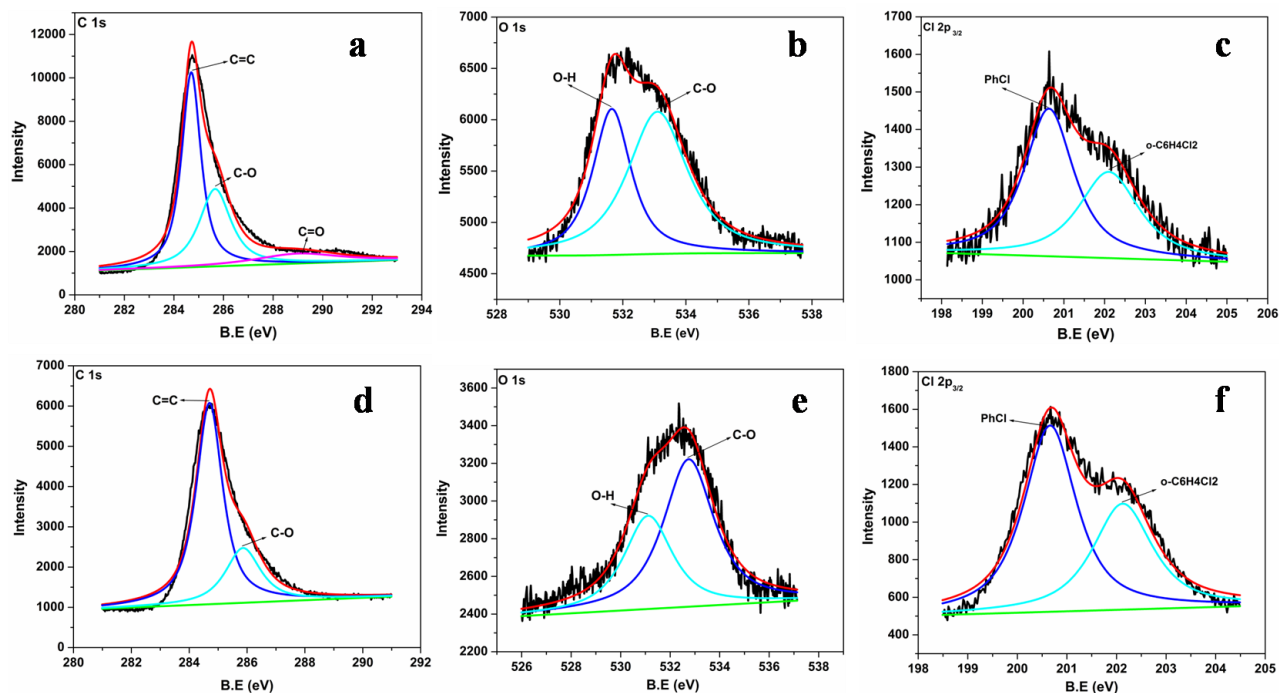 C 1s
a
C=C
C-O
C=O
12000
10000
8000
6000
4000
2000
0
280 282 284 286 288 290 292 294
Intensity
B.E (eV)
O 1s
b
O-H
C-O
7000
6500
6000
5500
5000
4500
528 530 532 534 536 538
Intensity
B.E (eV)
Cl 2p3/2
c
PhCl
o-C6H4Cl2
1700
1600
1500
1400
1300
1200
1100
1000
198 199 200 201 202 203 204 205 206
Intensity
B.E (eV)
C 1s
d
C=C
C-O
7000
6000
5000
4000
3000
2000
1000
0
280 282 284 286 288 290 292
Intensity
B.E (eV)
O 1s
e
C-O
O-H
3600
3400
3200
3000
2800
2600
2400
2200
526 528 530 532 534 536 538
Intensity
B.E (eV)
Cl 2p3/2
f
PhCl
o-C6H4Cl2
1800
1600
1400
1200
1000
800
600
400
198 199 200 201 202 203 204 205
Intensity
B.E (eV)